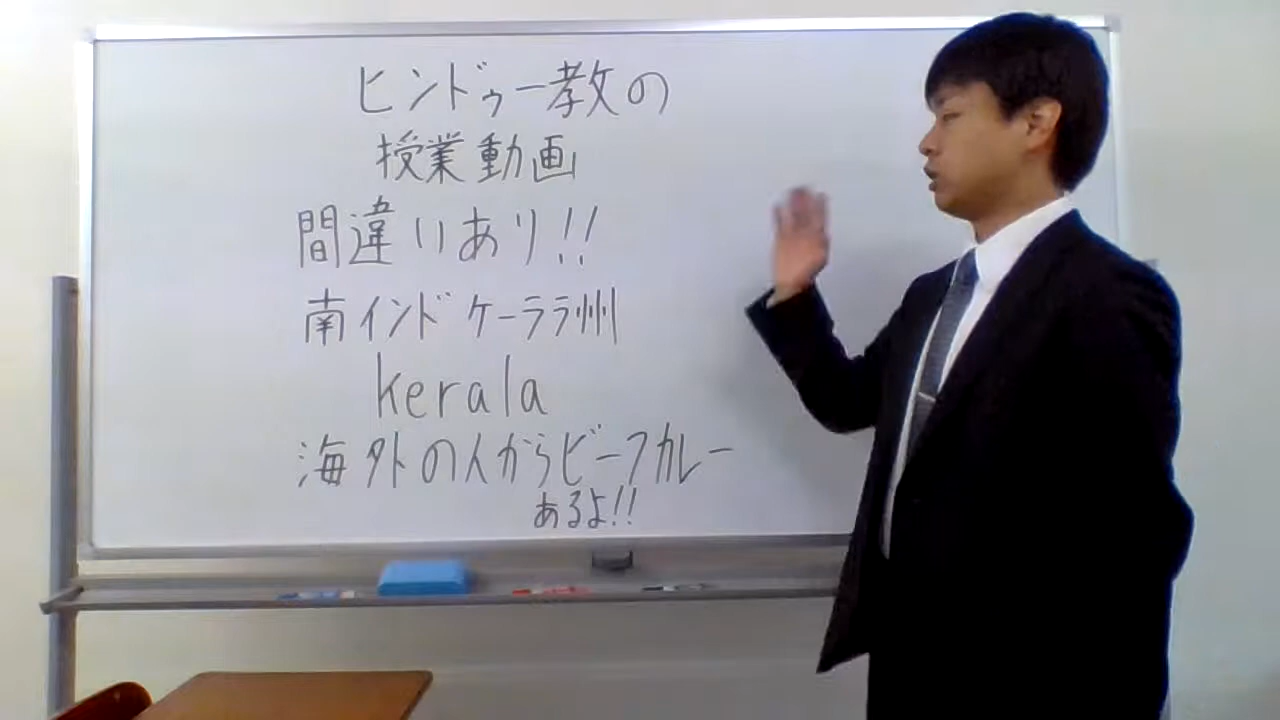 ヒンドゥー教の
授業動画
間違いあり!!
南インド ケーララ州
kerala
海外の人からビーフカレー
あるよ!!